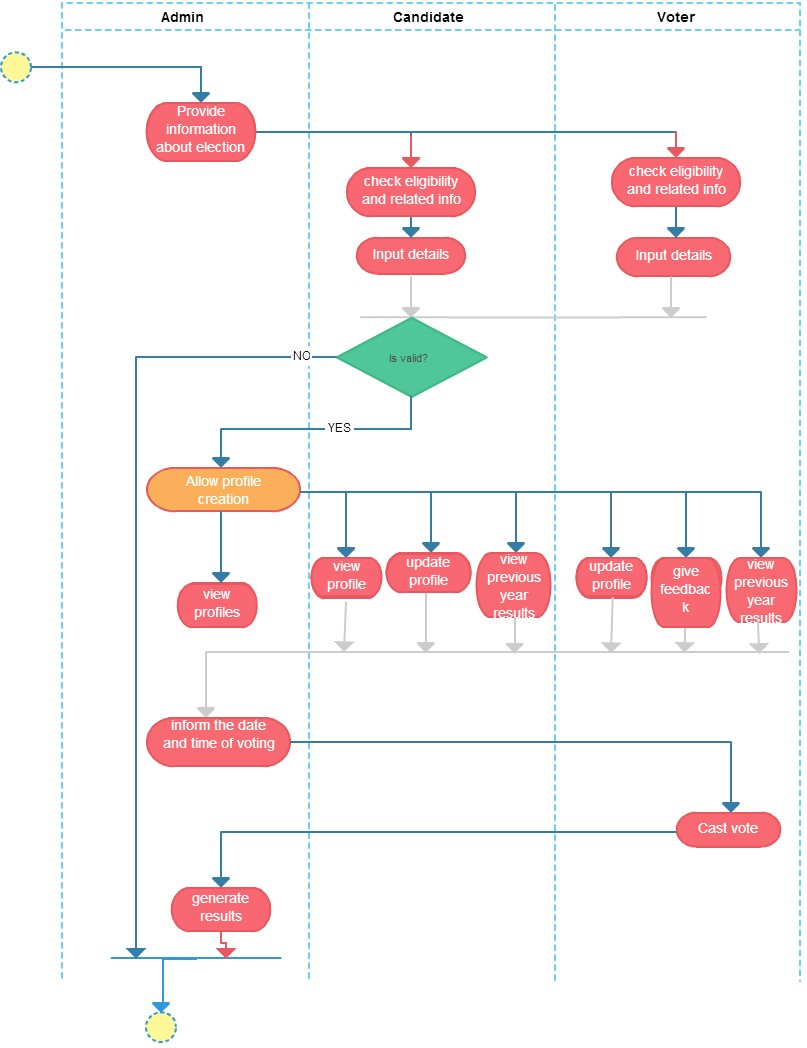 Admin
Candidate
Voter
Provide
information
about election
check eligibility
and related info
check eligibility
and related info
Input details
Input details
Is valid?
NO
YES
Allow profile
creation
view
profiles
view
profile
update
profile
view
previous
year
results
update
profile
give
feedbac
k
view
previous
year
results
inform the date
and time of voting
Cast vote
generate
results